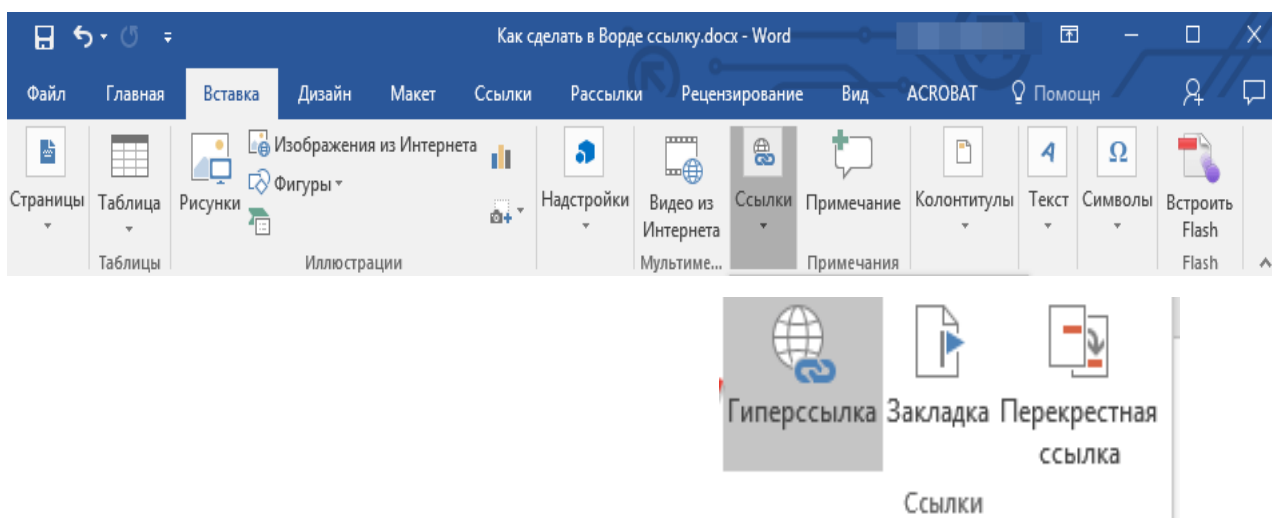 Как сделать в Ворде ссылку.docx - Word
Файл Главная Вставка Дизайн Макет Ссылки Рассылки Рецензирование Вид ACROBAT Помощн
Изображения из Интернета
Фигуры
Страницы Таблица Рисунки Надстройки Видео из Ссылки Примечание Колонтитулы Текст Символы Встроить
Интернета Flash
Таблицы Иллюстрации Мультиме... Примечания Flash
Гиперссылка Закладка Перекрестная
ссылка
Ссылки